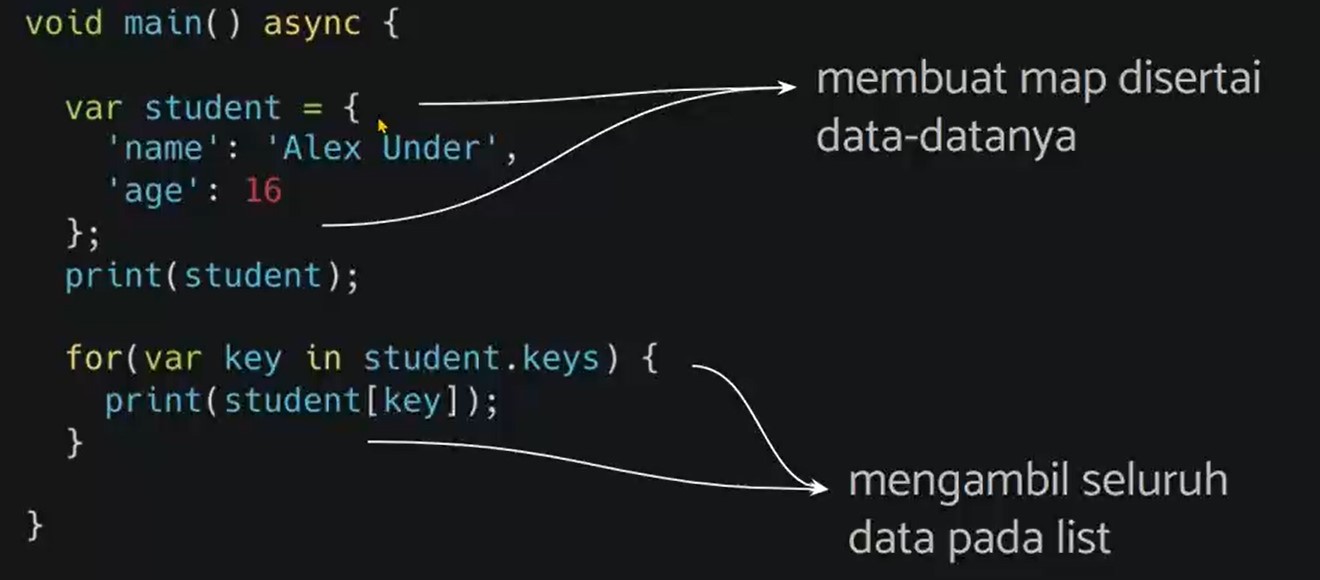 void main() async {
var student = {
'name': 'Alex Under',
'age': 16
};
print(student);
for(var key in student.keys) {
print(student[key]);
}
}
membuat map disertai
data-datanya
mengambil seluruh
data pada list